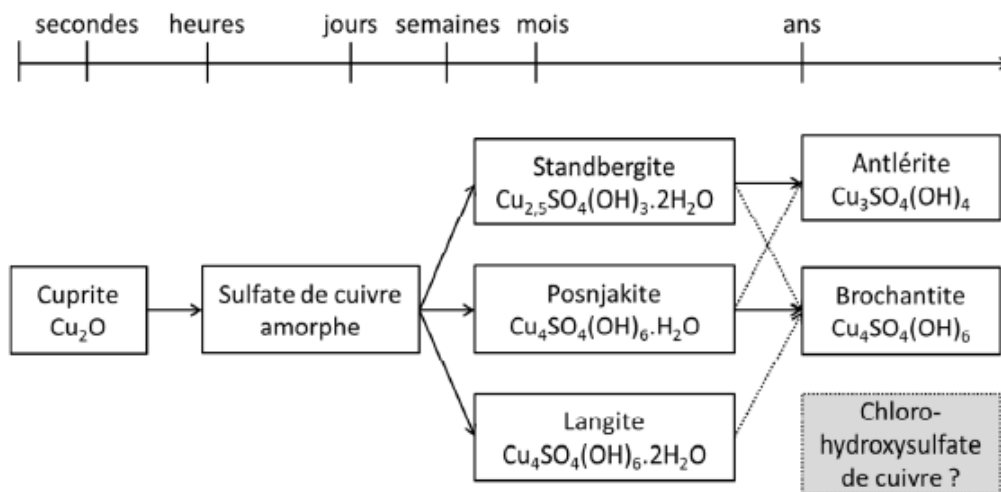 secondes heures jours semaines mois ans
Standbergite
Cu2,5SO4(OH)3.2H2O
Antlérite
Cu3SO4(OH)4
Cuprite
Cu2O
Sulfate de cuivre
amorphe
Posnjakite
Cu4SO4(OH)6.H2O
Brochantite
Cu4SO4(OH)6
Langite
Cu4SO4(OH)6.2H2O
Chloro-
hydroxysulfate
de cuivre ?